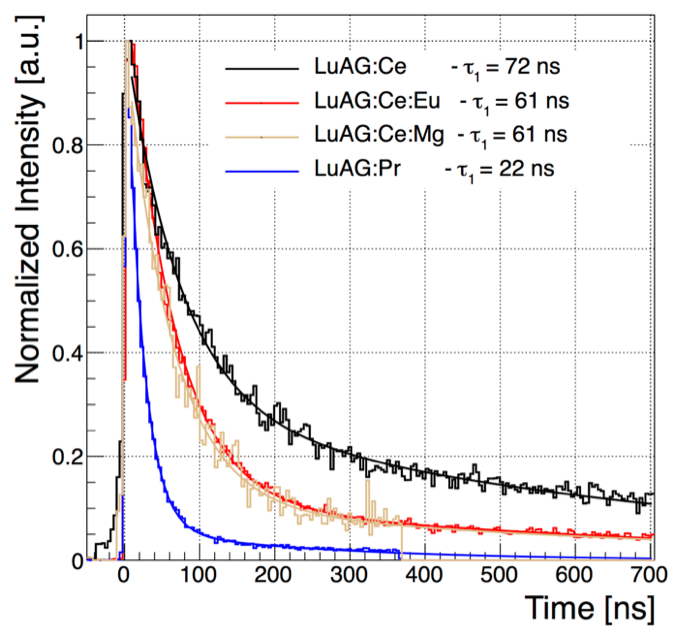 Normalized Intensity [a.u.]
1
0.8
0.6
0.4
0.2
0
LuAG:Ce - τ1 = 72 ns
LuAG:Ce:Eu - τ1 = 61 ns
LuAG:Ce:Mg - τ1 = 61 ns
LuAG:Pr - τ1 = 22 ns
0 100 200 300 400 500 600 700
Time [ns]